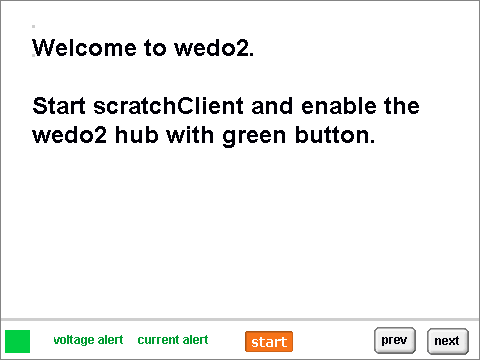 Welcome to wedo2.
Start scratchClient and enable the
wedo2 hub with green button.
voltage alert current alert start prev next